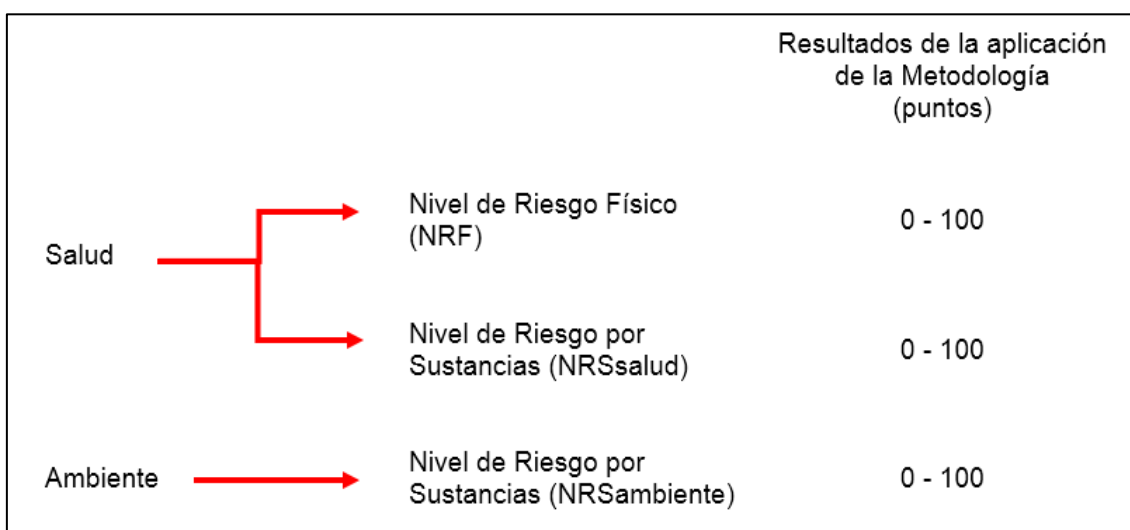 Resultados de la aplicación
de la Metodología
(puntos)
Nivel de Riesgo Físico
(NRF)
0 - 100
Salud
Nivel de Riesgo por
Sustancias (NRSsalud)
0 - 100
Ambiente
Nivel de Riesgo por
Sustancias (NRSambiente)
0 - 100